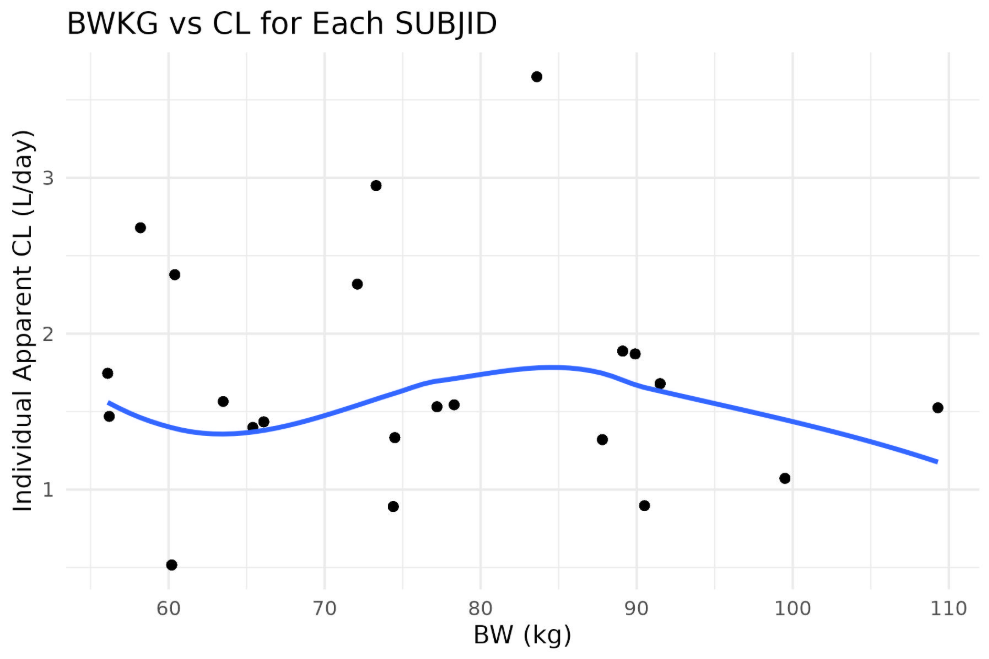 BWKG vs CL for Each SUBJID
Individual Apparent CL (L/day)
3
2
1
60 70 80 90 100 110
BW (kg)